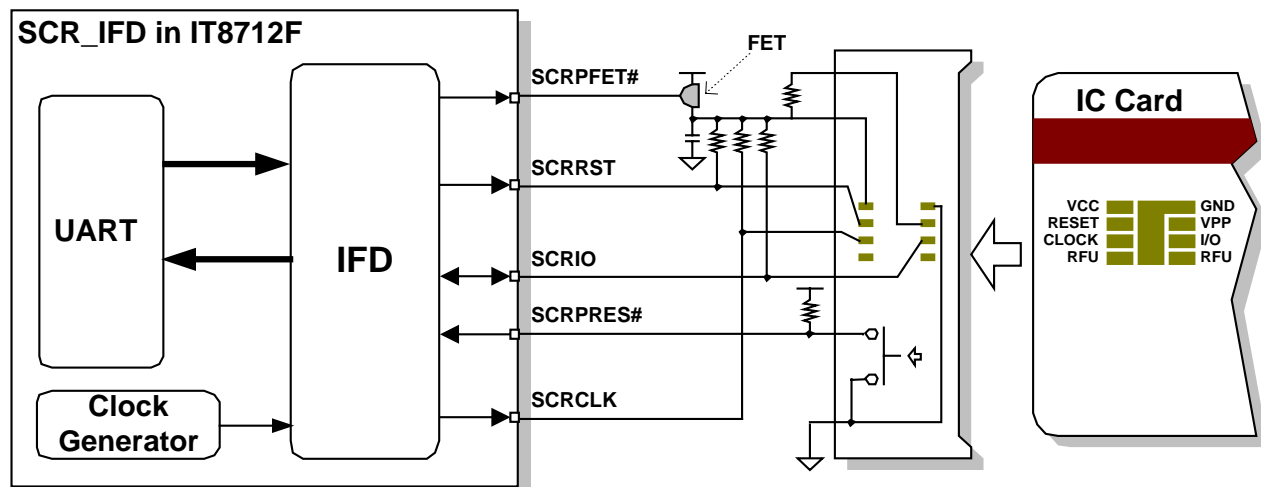 SCR_IFD in IT8712F
UART
IFD
Clock
Generator
SCRPFET#
SCRRST
SCRIO
SCRPRES#
SCRCLK
FET
IC Card
VCC
RESET
CLOCK
RFU
GND
VPP
I/O
RFU